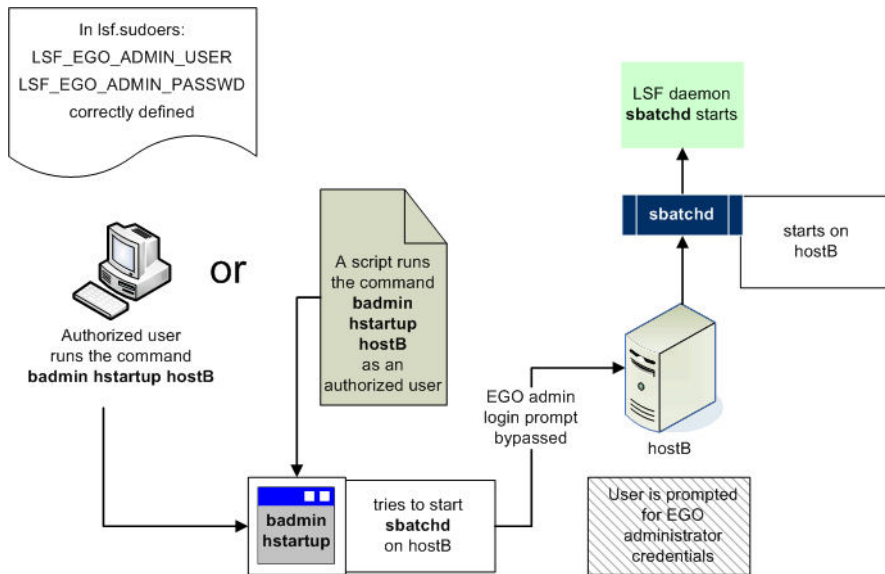 In lsf.sudoers:
LSF_EGO_ADMIN_USER
LSF_EGO_ADMIN_PASSWD
correctly defined
LSF daemon
sbatchd starts
sbatchd
starts on
hostB
or
A script runs
the command
badmin
hstartup
hostB
as an
authorized user
Authorized user
runs the command
badmin hstartup hostB
EGO admin
login prompt
bypassed
hostB
badmin
hstartup
tries to start
sbatchd
on hostB
User is prompted
for EGO
administrator
credentials